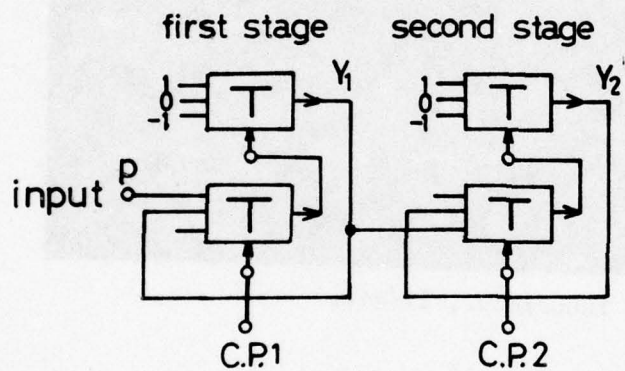 first stage
second stage
1
0
-1
T
Y₁
1
0
-1
T
Y₂
input
p
T
T
C.P.1
C.P.2